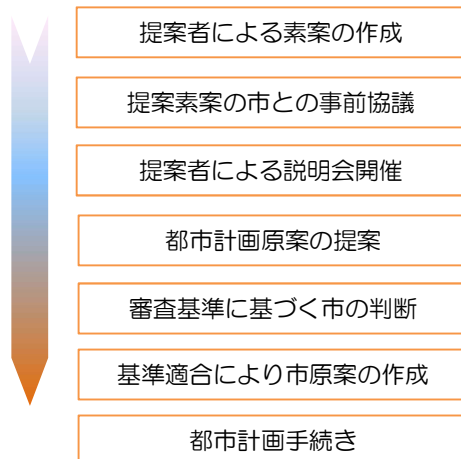 提案者による素案の作成
提案素案の市との事前協議
提案者による説明会開催
都市計画原案の提案
審査基準に基づく市の判断
基準適合により市原案の作成
都市計画手続き